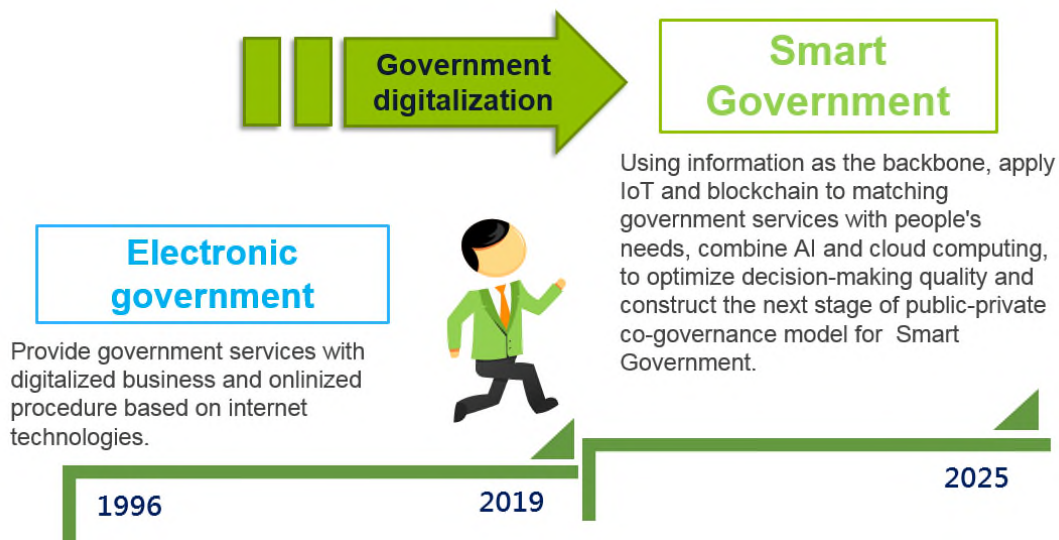 Government
digitalization
Smart
Government
Using information as the backbone, apply
IoT and blockchain to matching
government services with people's
needs, combine AI and cloud computing,
to optimize decision-making quality and
construct the next stage of public-private
co-governance model for Smart
Government.
Electronic
government
Provide government services with
digitalized business and onlinized
procedure based on internet
technologies.
1996
2019
2025